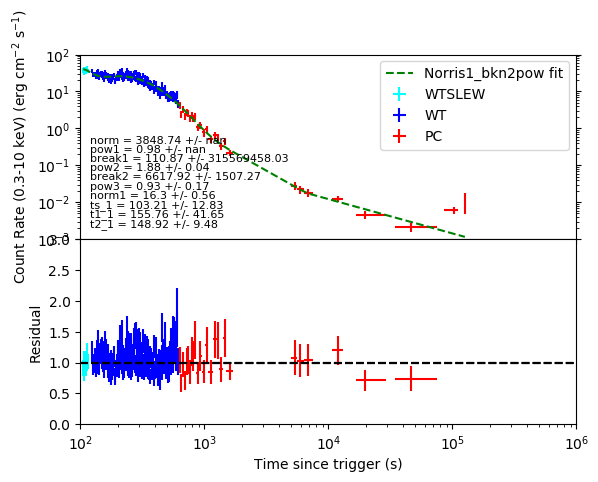 Count Rate (0.3-10 keV) (erg cm⁻² s⁻¹)
10²
10¹
10⁰
10⁻¹
10⁻²
10⁻³
Norris1_bkn2pow fit
WTSLEW
WT
PC
norm = 3848.74 +/- nan
pow1 = 0.98 +/- nan
break1 = 110.87 +/- 315569458.03
pow2 = 1.88 +/- 0.04
break2 = 6617.92 +/- 1507.27
pow3 = 0.93 +/- 0.17
norm1 = 16.3 +/- 0.56
ts_1 = 103.21 +/- 12.83
t1_1 = 155.76 +/- 41.65
t2_1 = 148.92 +/- 9.48
Residual
3.0
2.5
2.0
1.5
1.0
0.5
0.0
10² 10³ 10⁴ 10⁵ 10⁶
Time since trigger (s)